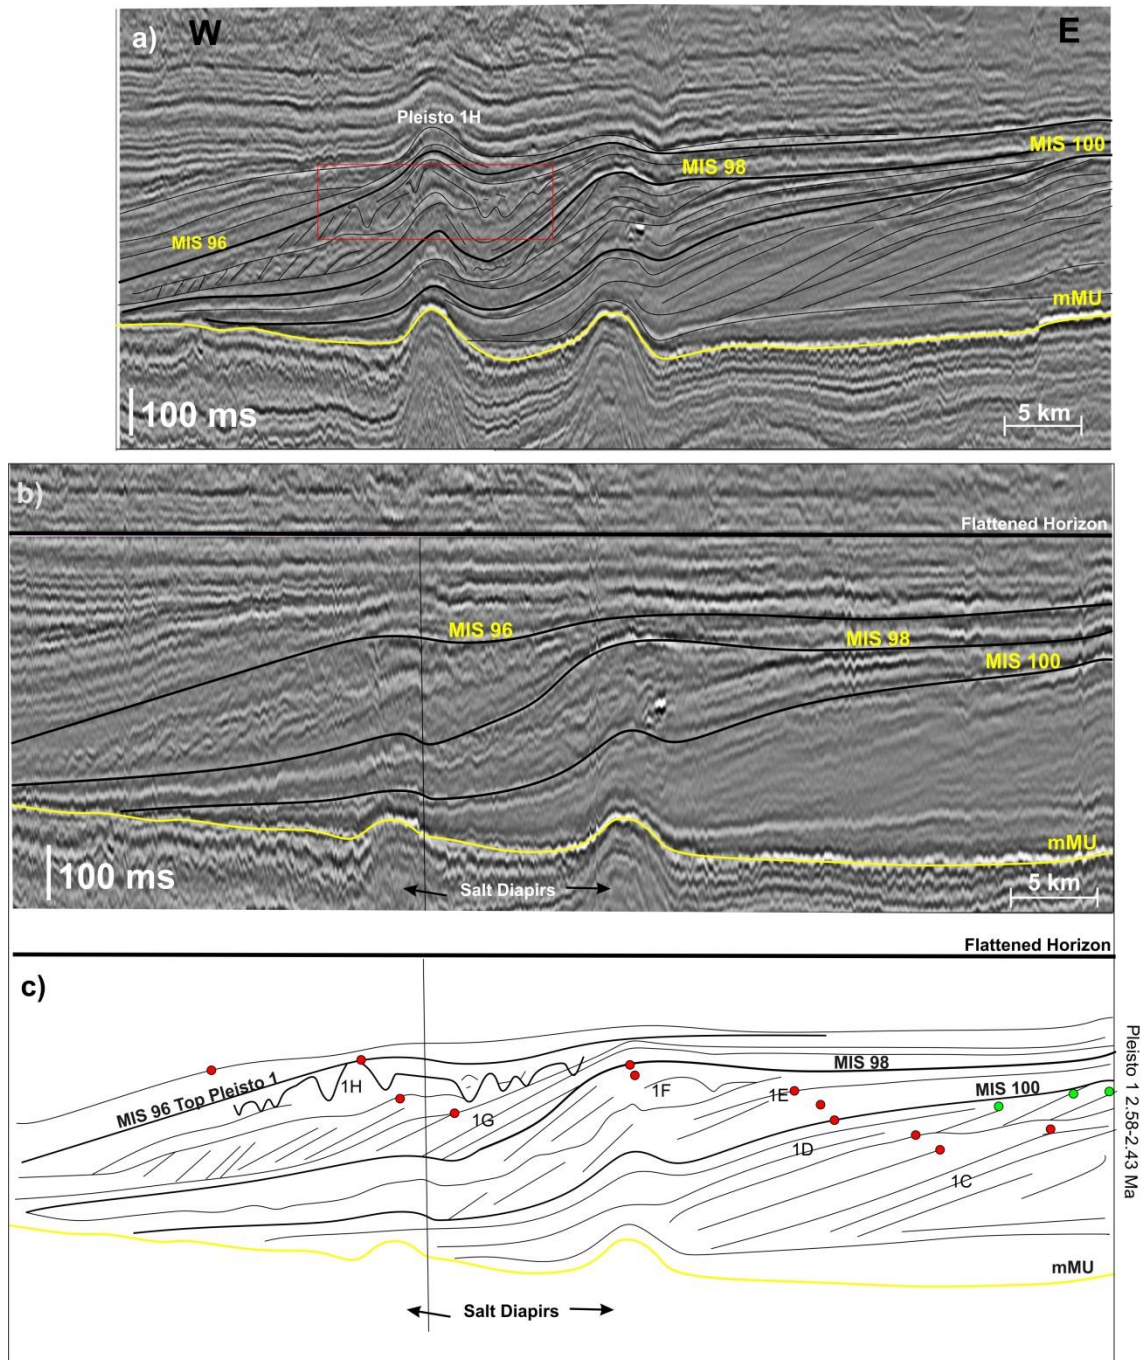 a)
W
E
Pleisto 1H
MIS 100
MIS 98
MIS 96
mMU
100 ms
5 km
b)
Flattened Horizon
MIS 96
MIS 98
MIS 100
mMU
100 ms
Salt Diapirs
5 km
Flattened Horizon
c)
MIS 98
1H
1F
1E
MIS 100
MIS 96 Top Pleisto 1
1G
1D
1C
Pleisto 1 2.58-2.43 Ma
mMU
Salt Diapirs